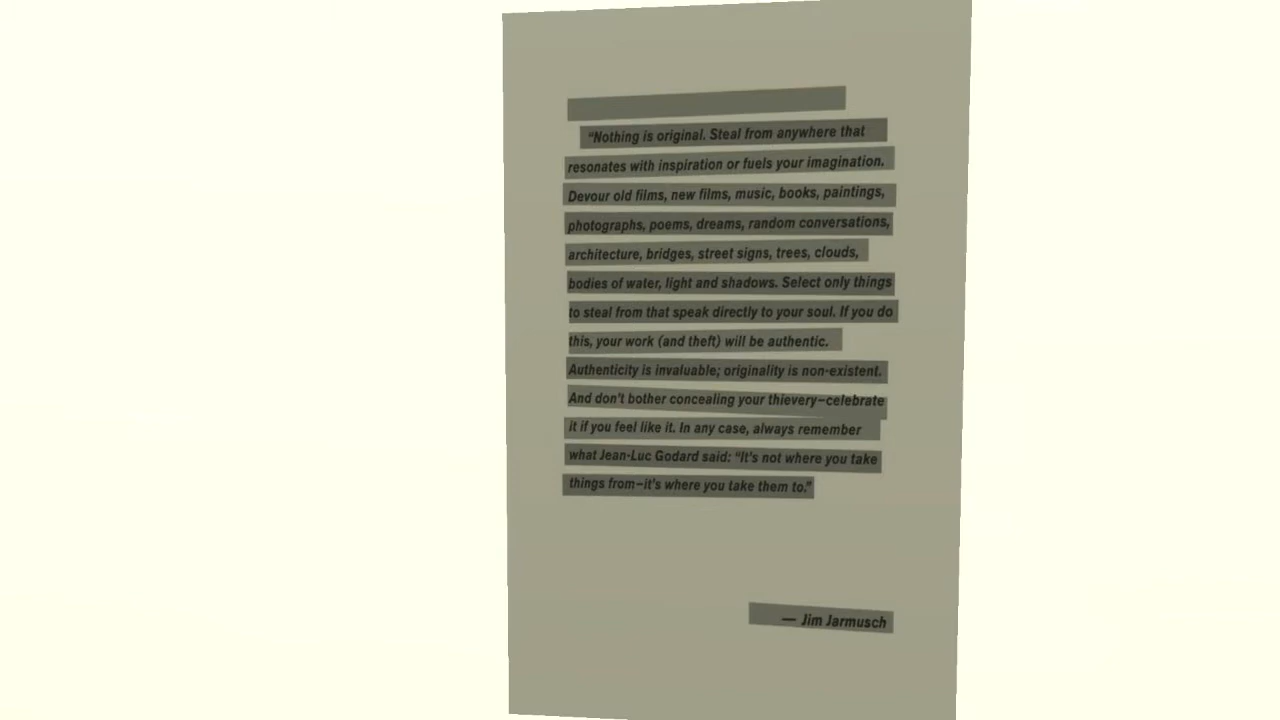 “Nothing is original. Steal from anywhere that
resonates with inspiration or fuels your imagination.
Devour old films, new films, music, books, paintings,
photographs, poems, dreams, random conversations,
architecture, bridges, street signs, trees, clouds,
bodies of water, light and shadows. Select only things
to steal from that speak directly to your soul. If you do
this, your work (and theft) will be authentic.
Authenticity is invaluable; originality is non-existent.
And don't bother concealing your thievery–celebrate
it if you feel like it. In any case, always remember
what Jean-Luc Godard said: “It's not where you take
things from–it's where you take them to.”
— Jim Jarmusch